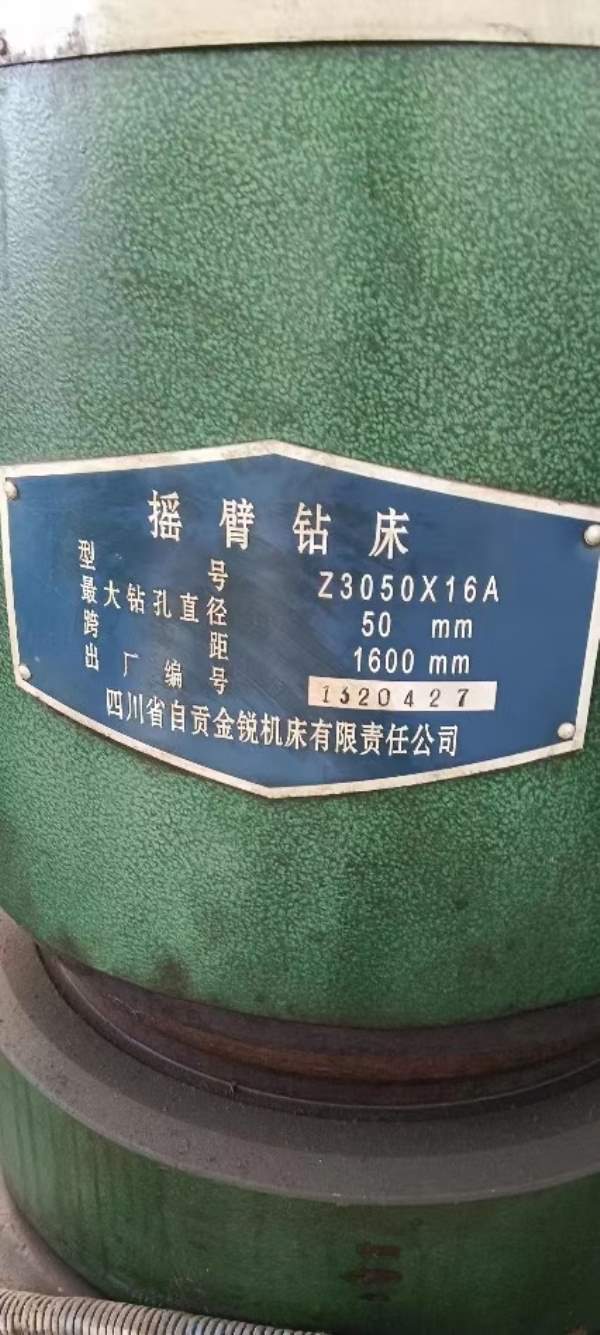 摇臂钻床
型号 Z3050X16A
最大钻孔直径 50 mm
跨距 1600 mm
出厂编号 1320427
四川省自贡金锐机床有限责任公司